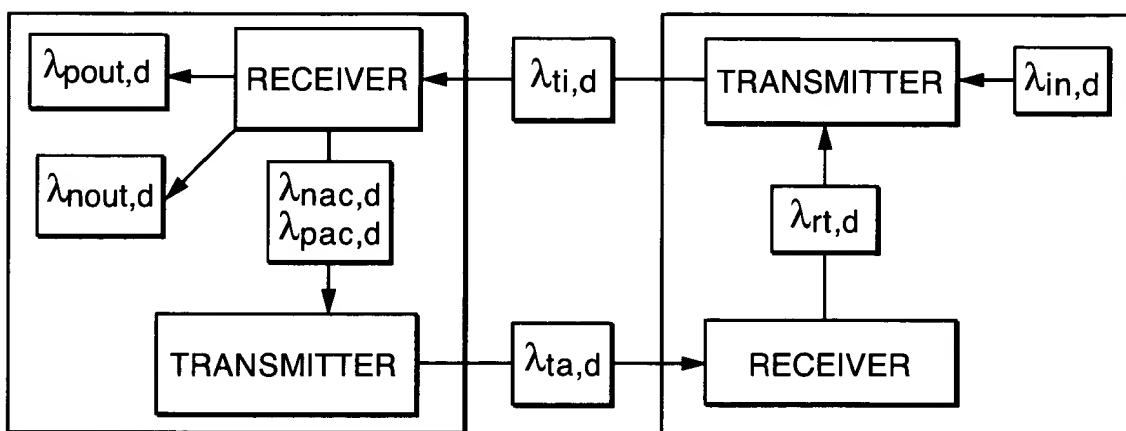 λpout,d
RECEIVER
λti,d
TRANSMITTER
λin,d
λnout,d
λnac,d
λpac,d
λrt,d
TRANSMITTER
λta,d
RECEIVER